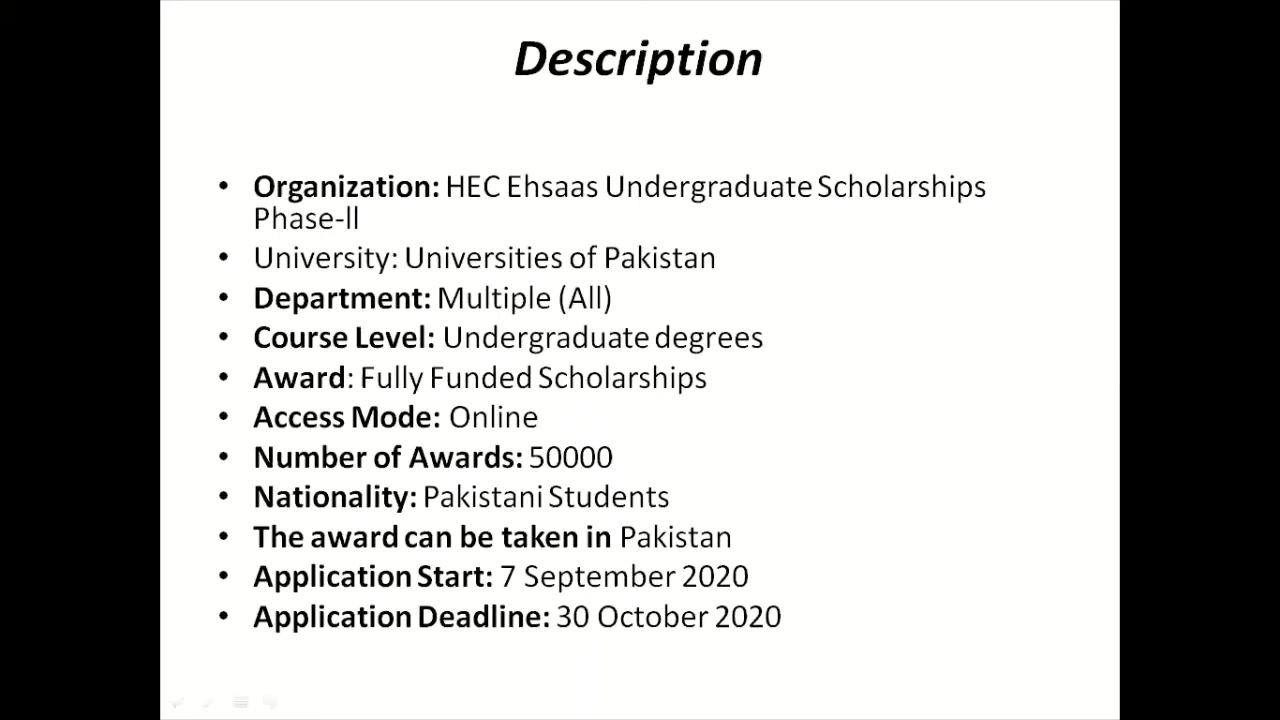 Description
• Organization: HEC Ehsaas Undergraduate Scholarships
Phase-II
• University: Universities of Pakistan
• Department: Multiple (All)
• Course Level: Undergraduate degrees
• Award: Fully Funded Scholarships
• Access Mode: Online
• Number of Awards: 50000
• Nationality: Pakistani Students
• The award can be taken in Pakistan
• Application Start: 7 September 2020
• Application Deadline: 30 October 2020